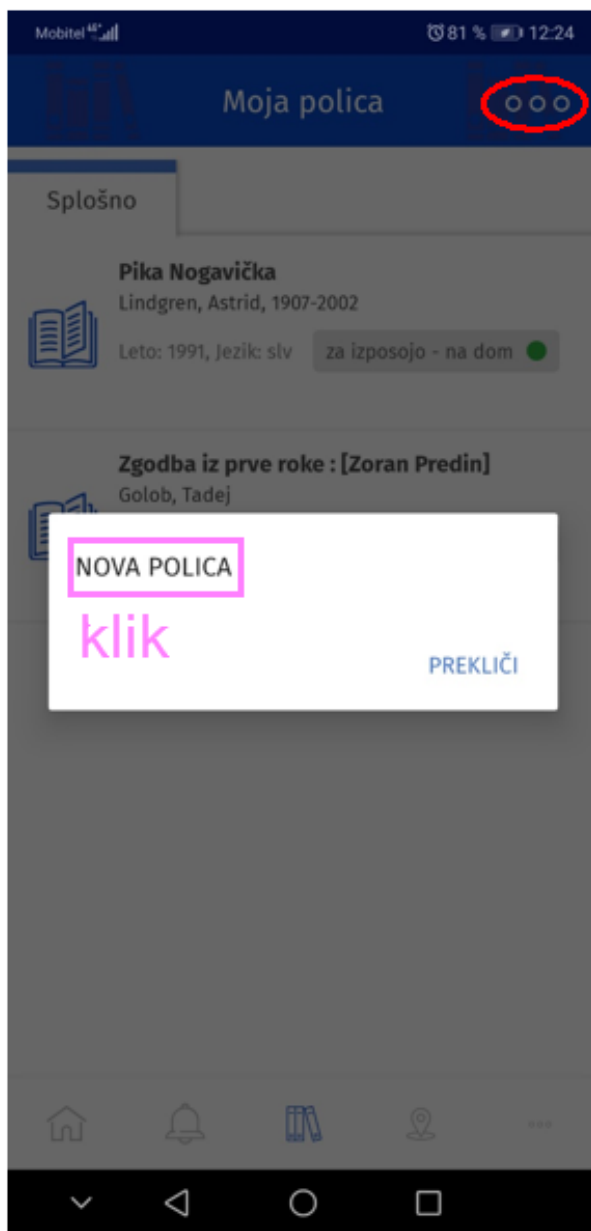 Mobitel 81 % 12:24
Moja polica
Splošno
Pika Nogavička
Lindgren, Astrid, 1907-2002
Leto: 1991, Jezik: slv za izposojo - na dom
Zgodba iz prve roke : [Zoran Predin]
Golob, Tadej
NOVA POLICA
klik
PREKLIČI